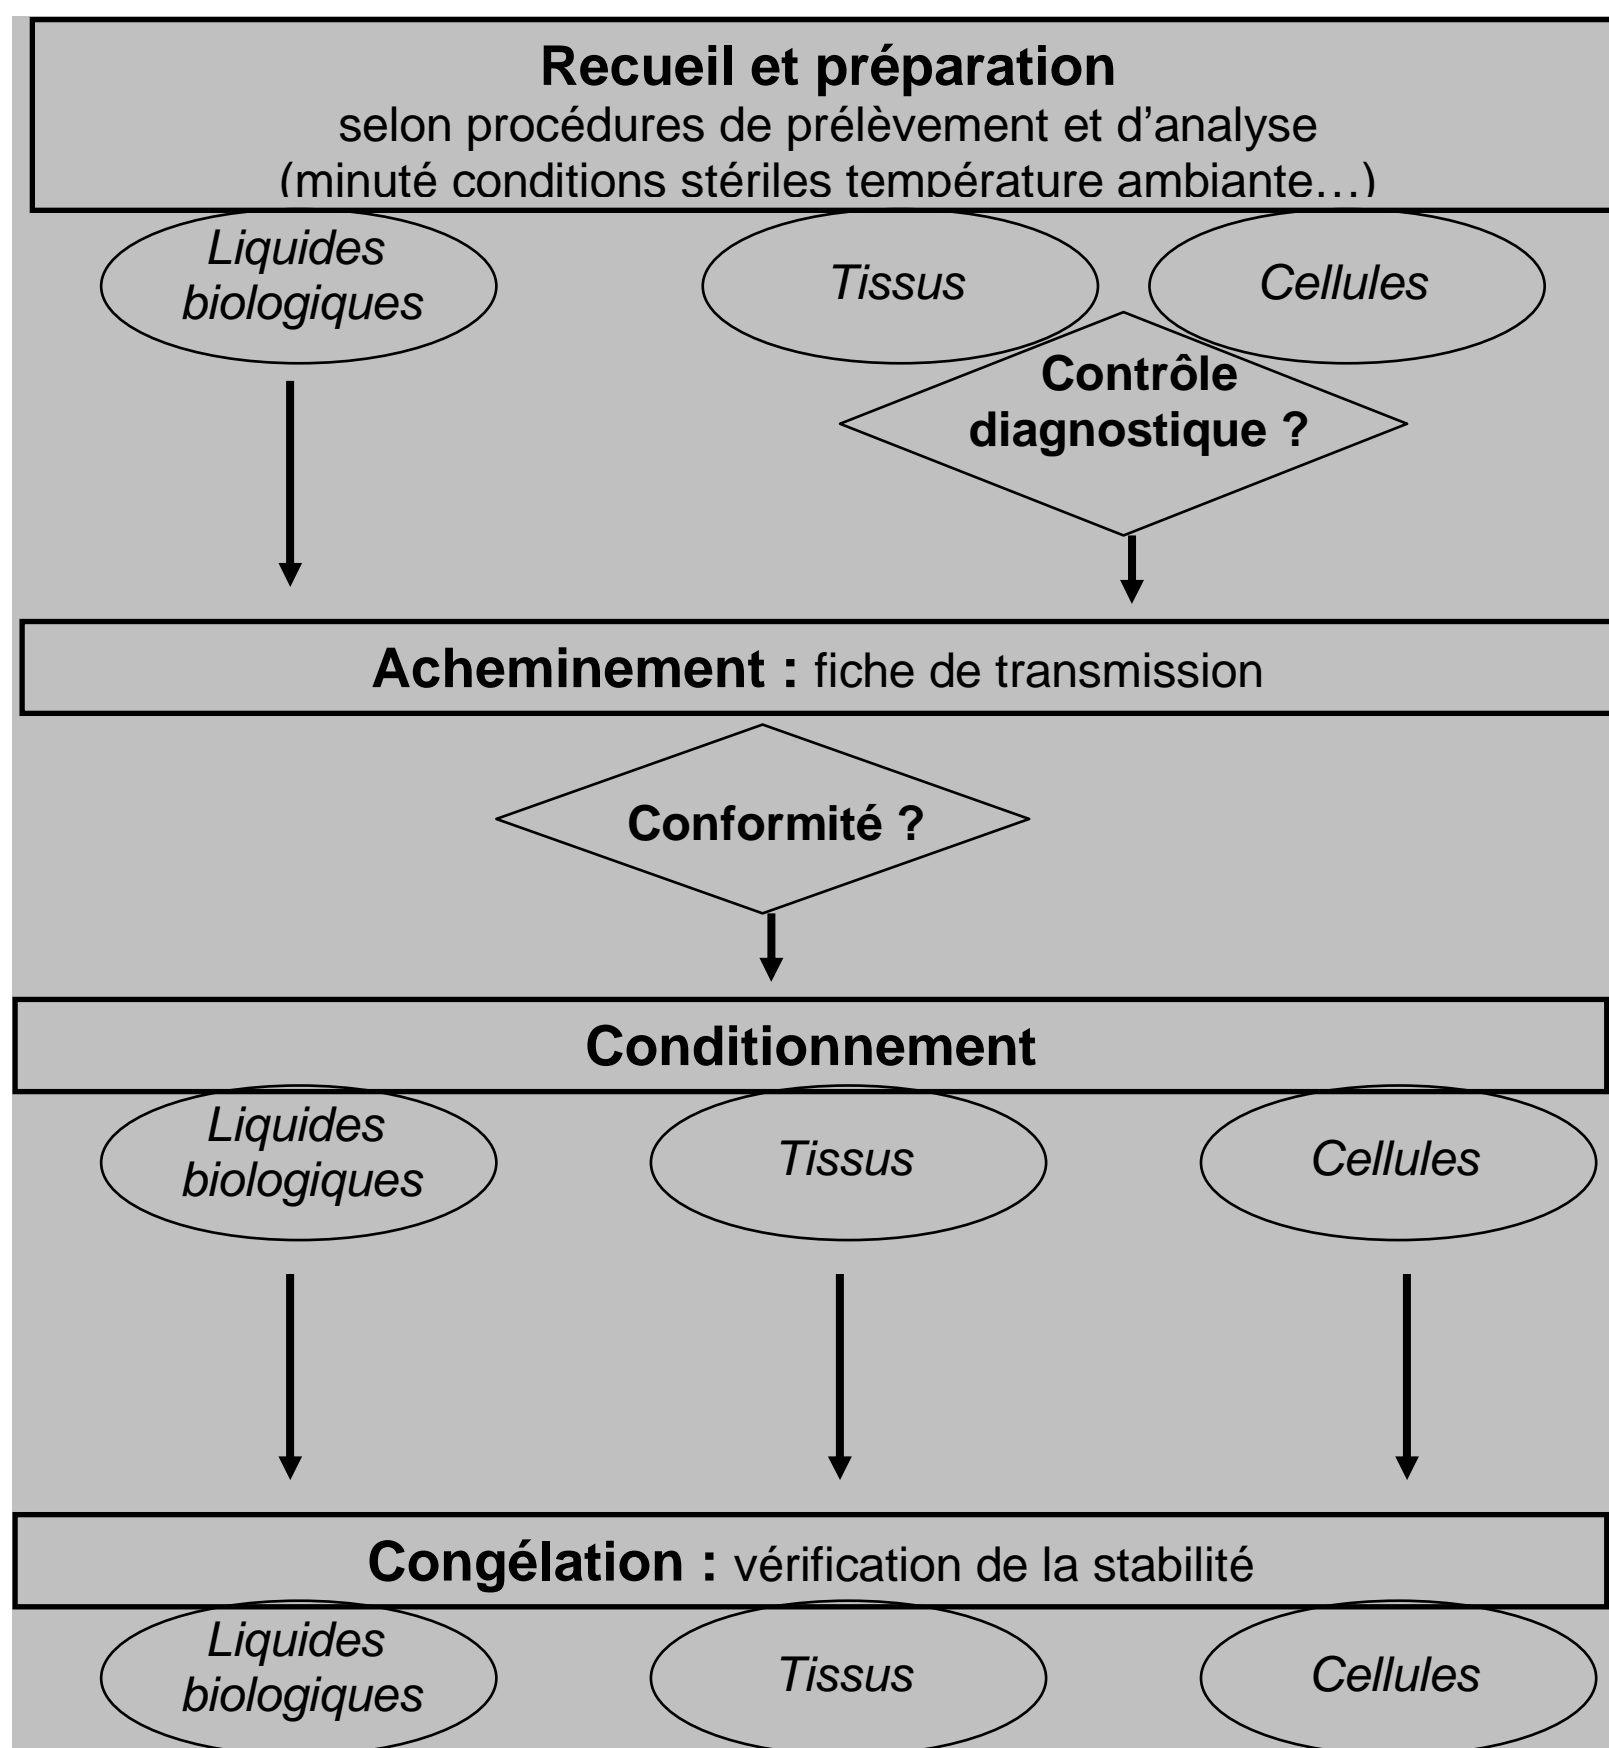 Recueil et préparation
selon procédures de prélèvement et d’analyse
(minuté conditions stériles température ambiante…)
Liquides
biologiques
Tissus
Cellules
Contrôle
diagnostique ?
Acheminement : fiche de transmission
Conformité ?
Conditionnement
Liquides
biologiques
Tissus
Cellules
Congélation : vérification de la stabilité
Liquides
biologiques
Tissus
Cellules